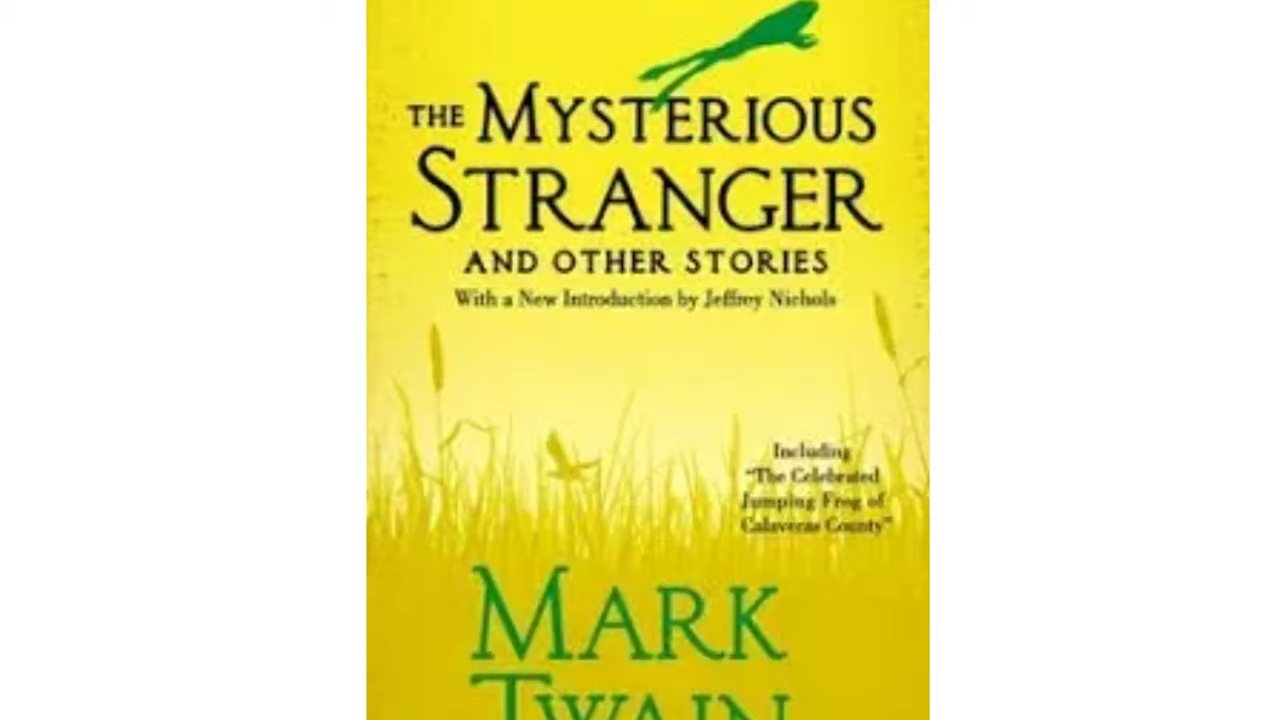 THE MYSTERIOUS
STRANGER
AND OTHER STORIES
With a New Introduction by Jeffrey Nichols
Including
"The Celebrated
Jumping Frog of
Calaveras County"
MARK
TWAIN